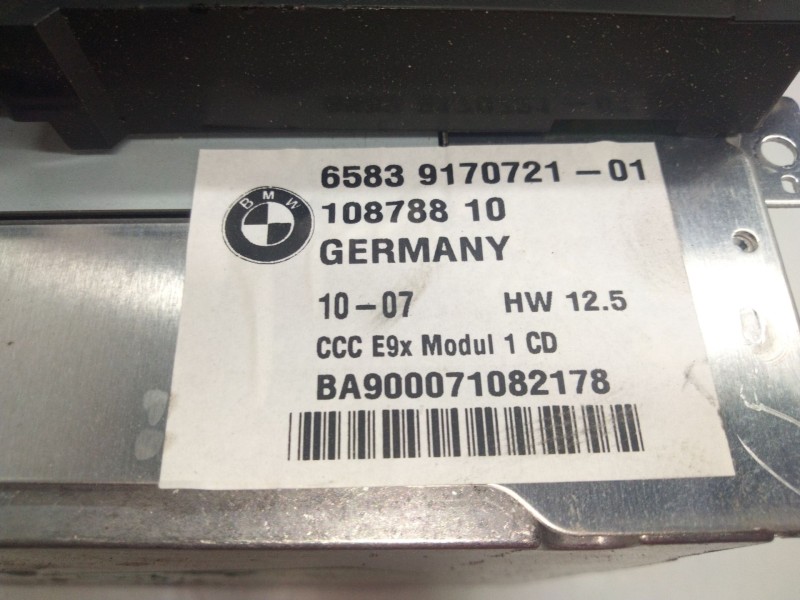 6583 9170721-01
BMW
108788 10
GERMANY
10-07 HW 12.5
CCC E9x Modul 1 CD
BA900071082178